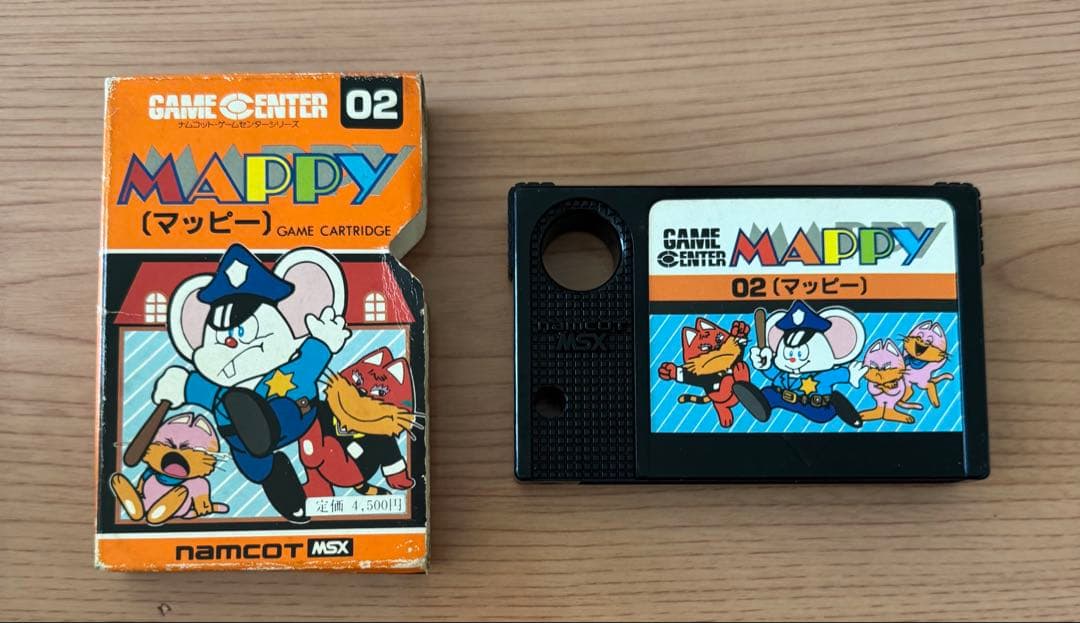 GAME CENTER 02
ナムコット・ゲームセンターシリーズ
MAPPY
〔マッピー〕 GAME CARTRIDGE
定価 4,500円
namcot MSX
GAME CENTER MAPPY
02〔マッピー〕
namcot
MSX